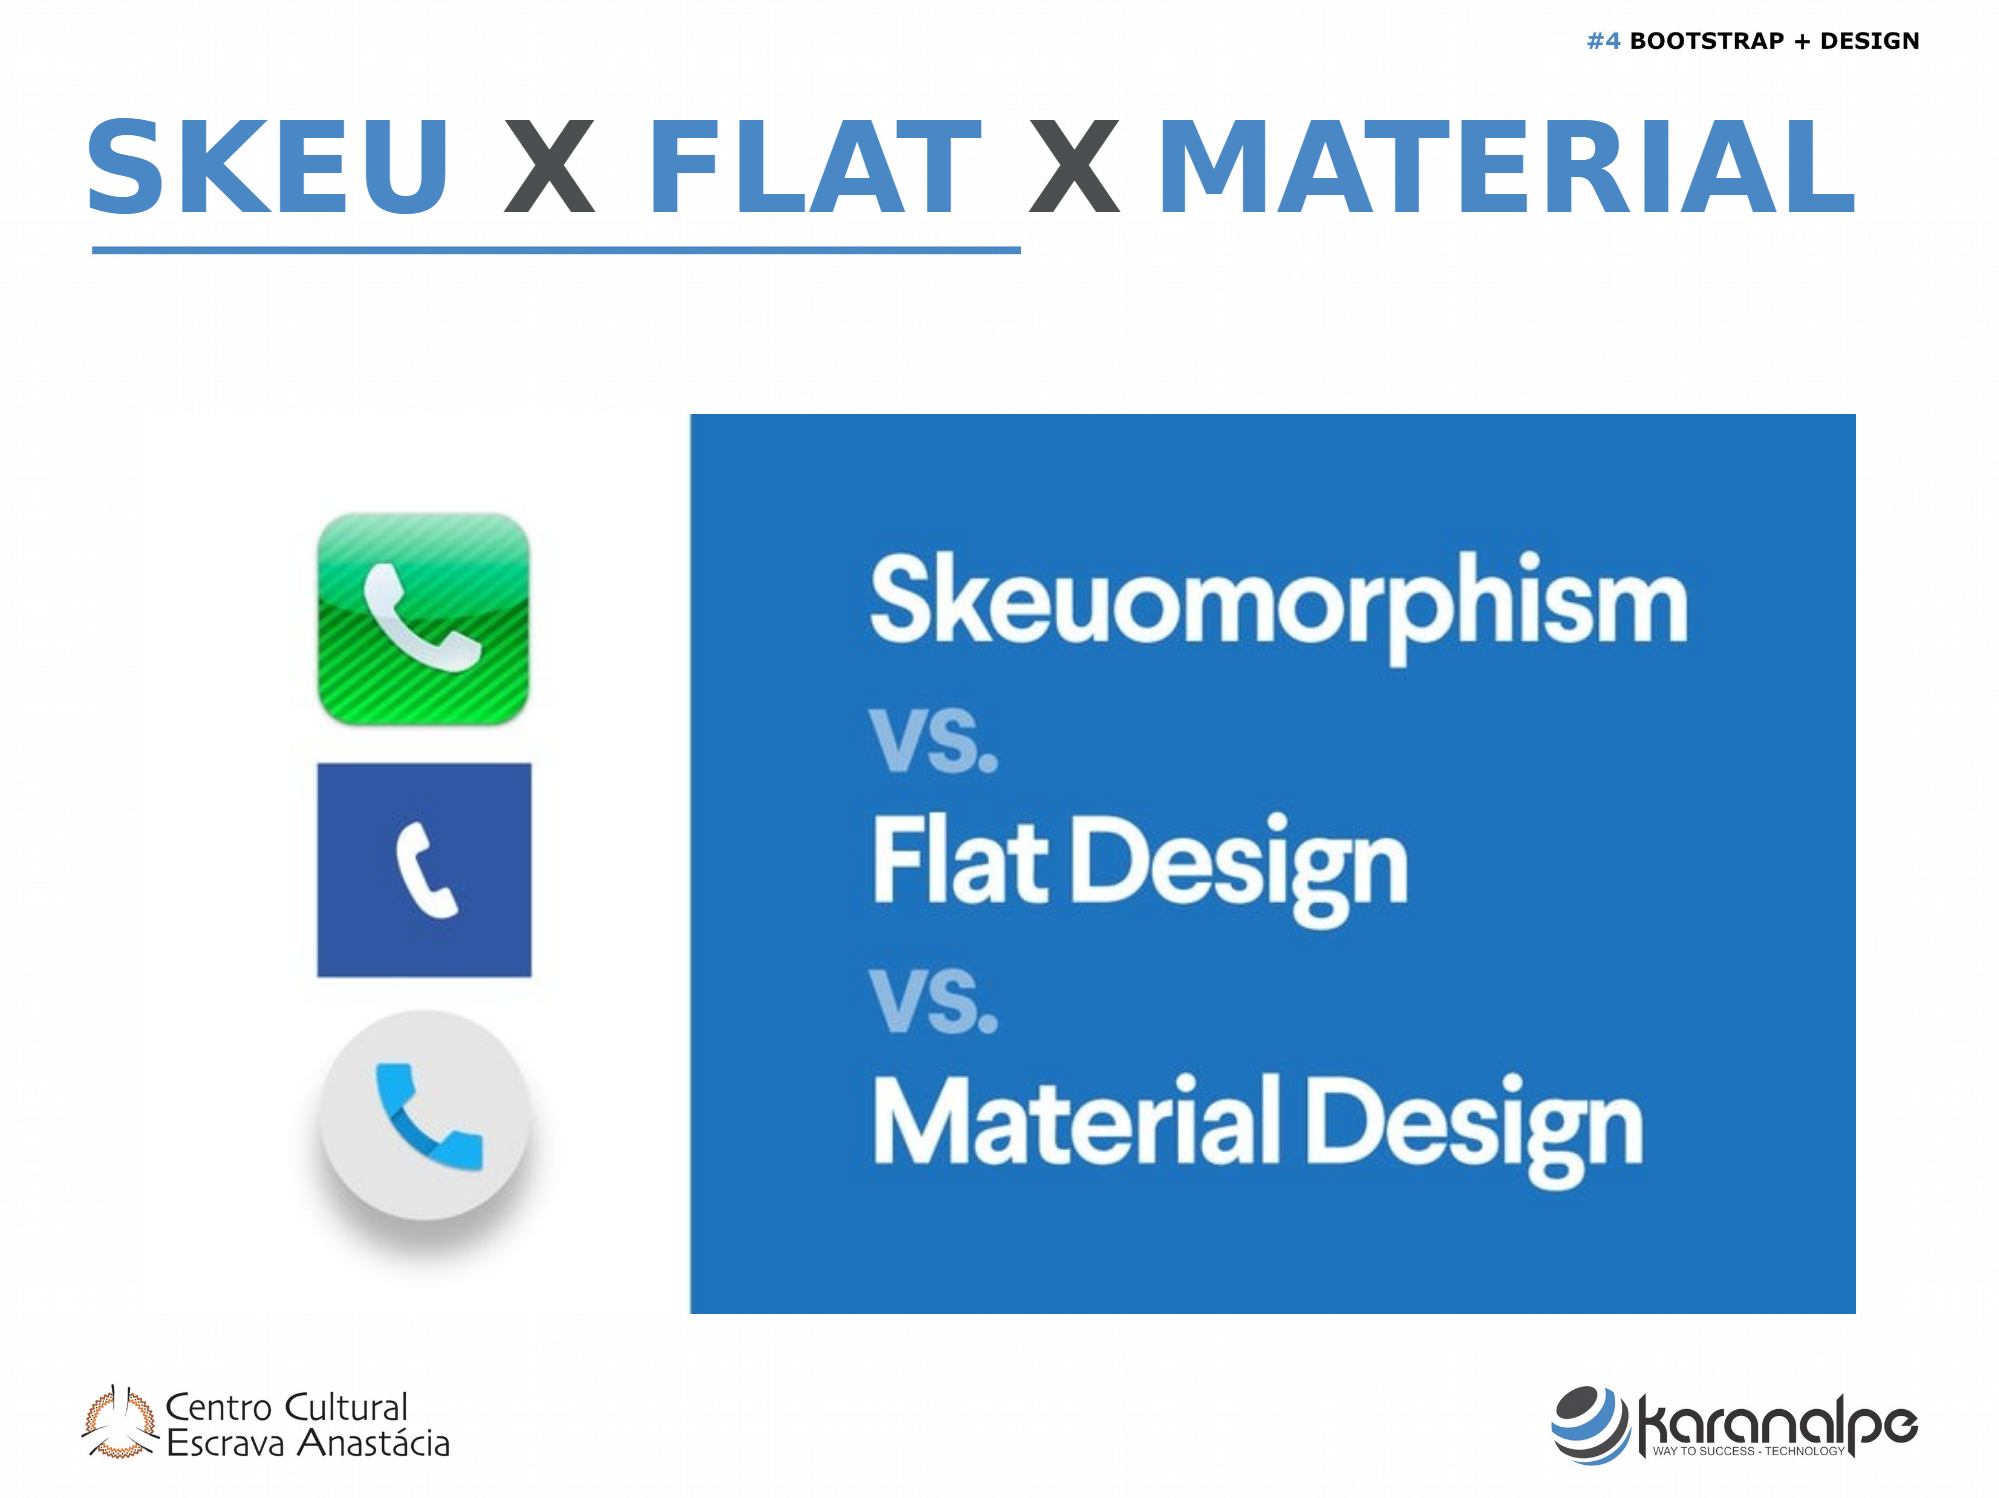 #4 BOOTSTRAP + DESIGN
SKEU X FLAT X MATERIAL
Skeuomorphism
vs.
Flat Design
vs.
Material Design
Centro Cultural
Escrava Anastácia
karanalpe
WAY TO SUCCESS - TECHNOLOGY